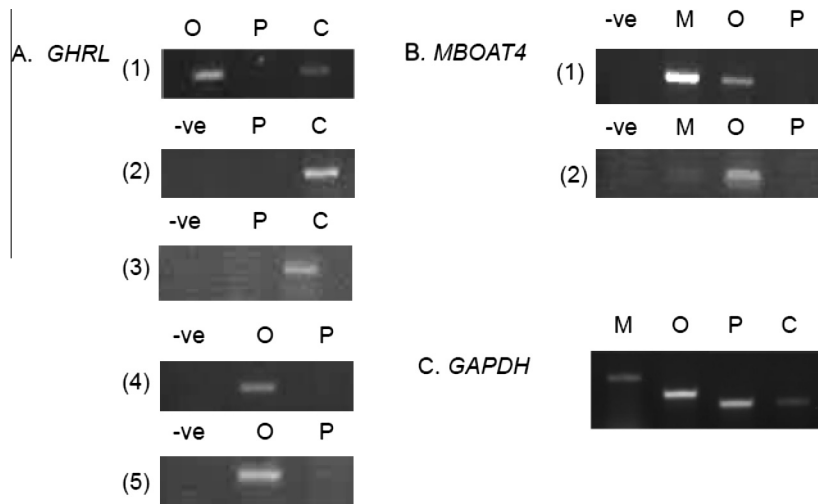 A. GHRL
O P C
(1)
-ve P C
(2)
-ve P C
(3)
-ve O P
(4)
-ve O P
(5)
B. MBOAT4
-ve M O P
(1)
-ve M O P
(2)
C. GAPDH
M O P C